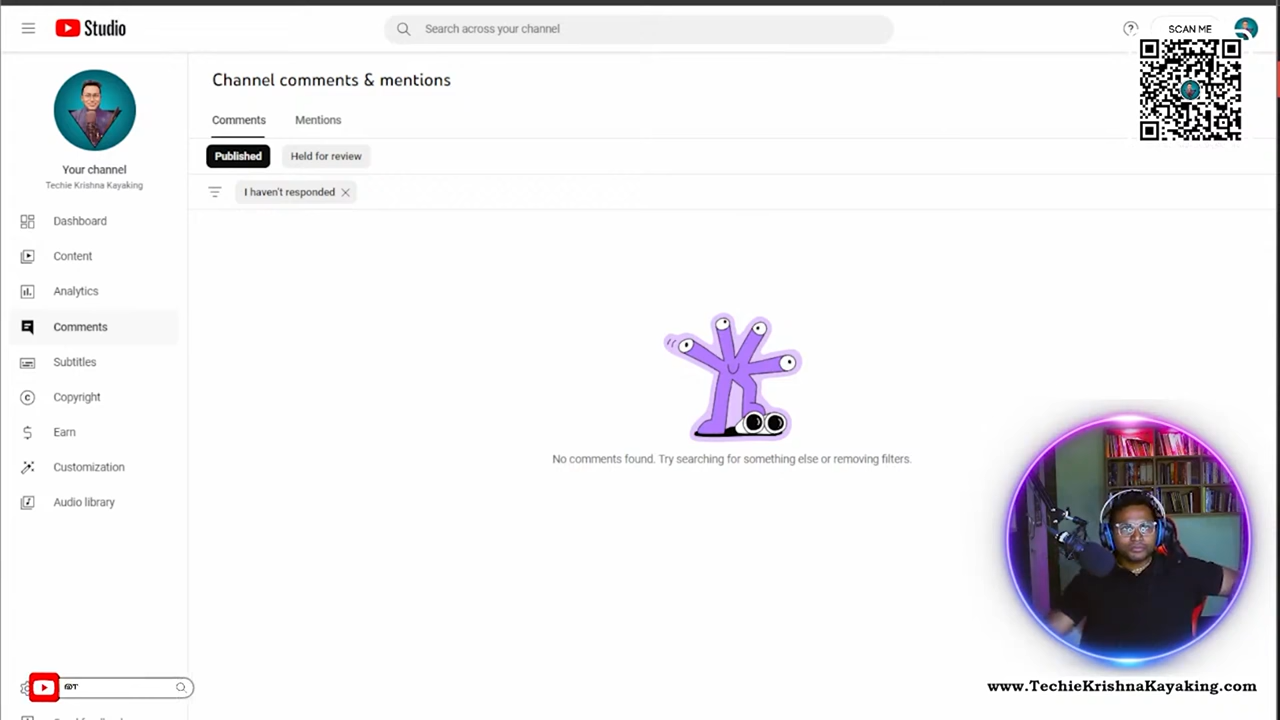 Studio
Search across your channel
SCAN ME
Your channel
Techie Krishna Kayaking
Dashboard
Content
Analytics
Comments
Subtitles
Copyright
Earn
Customization
Audio library
Channel comments & mentions
Comments
Mentions
Published
Held for review
I haven't responded
No comments found. Try searching for something else or removing filters.
www.TechieKrishnaKayaking.com